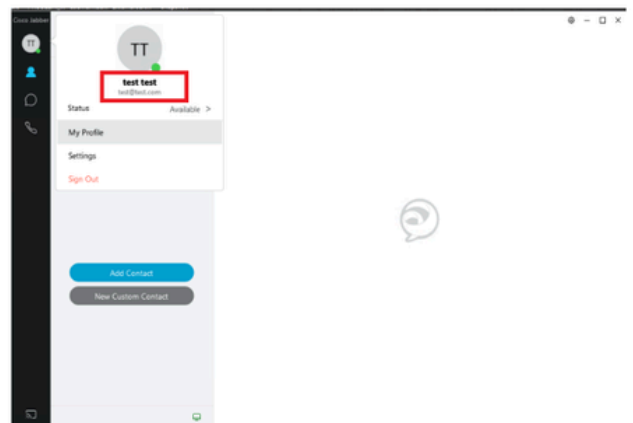 Cisco Jabber
TT
TT
test test
test@test.com
Status Available >
My Profile
Settings
Sign Out
Add Contact
New Custom Contact